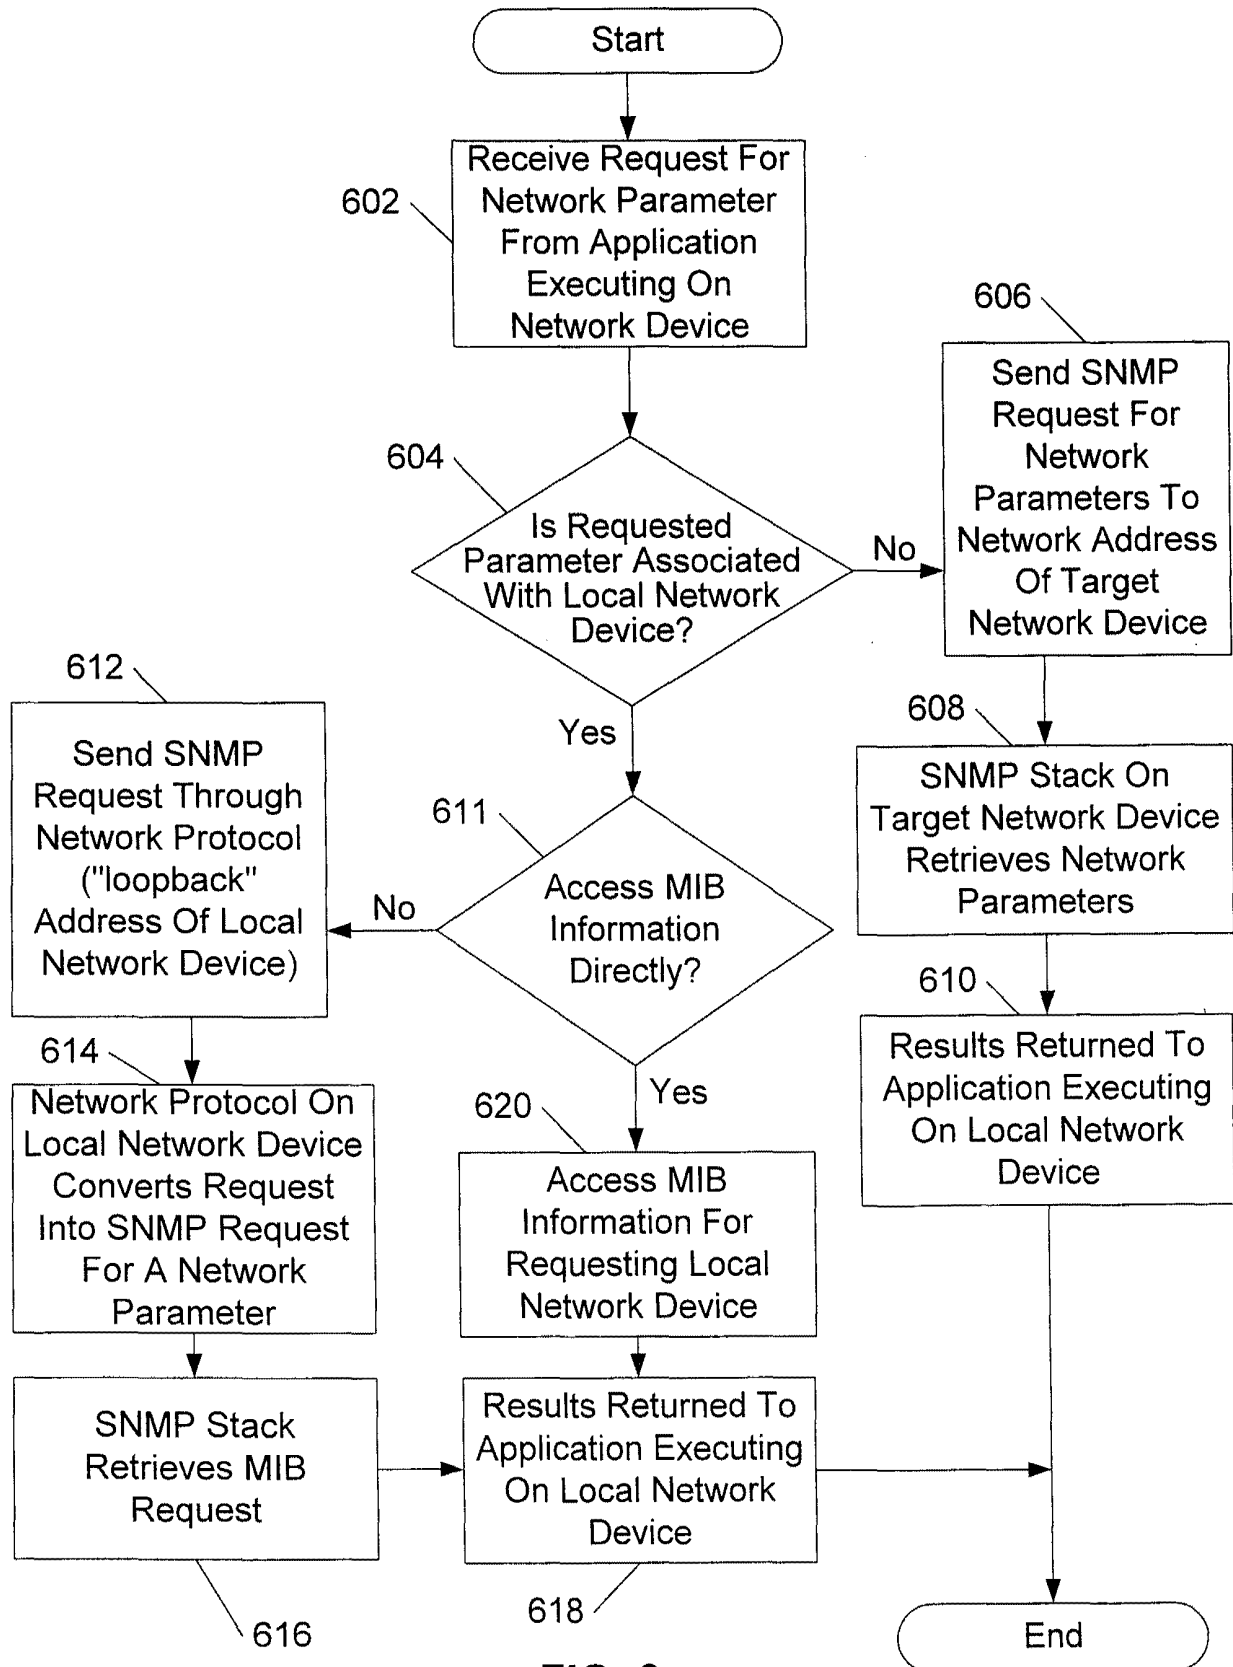 Start
Receive Request For
Network Parameter
From Application
Executing On
Network Device
602
606
Send SNMP
Request For
Network
Parameters To
Network Address
Of Target
Network Device
604
Is Requested
Parameter Associated
With Local Network
Device?
No
Yes
612
Send SNMP
Request Through
Network Protocol
("loopback"
Address Of Local
Network Device)
608
SNMP Stack On
Target Network Device
Retrieves Network
Parameters
611
Access MIB
Information
Directly?
No
Yes
610
Results Returned To
Application Executing
On Local Network
Device
614
Network Protocol On
Local Network Device
Converts Request
Into SNMP Request
For A Network
Parameter
620
Access MIB
Information For
Requesting Local
Network Device
SNMP Stack
Retrieves MIB
Request
616
Results Returned To
Application Executing
On Local Network
Device
618
End